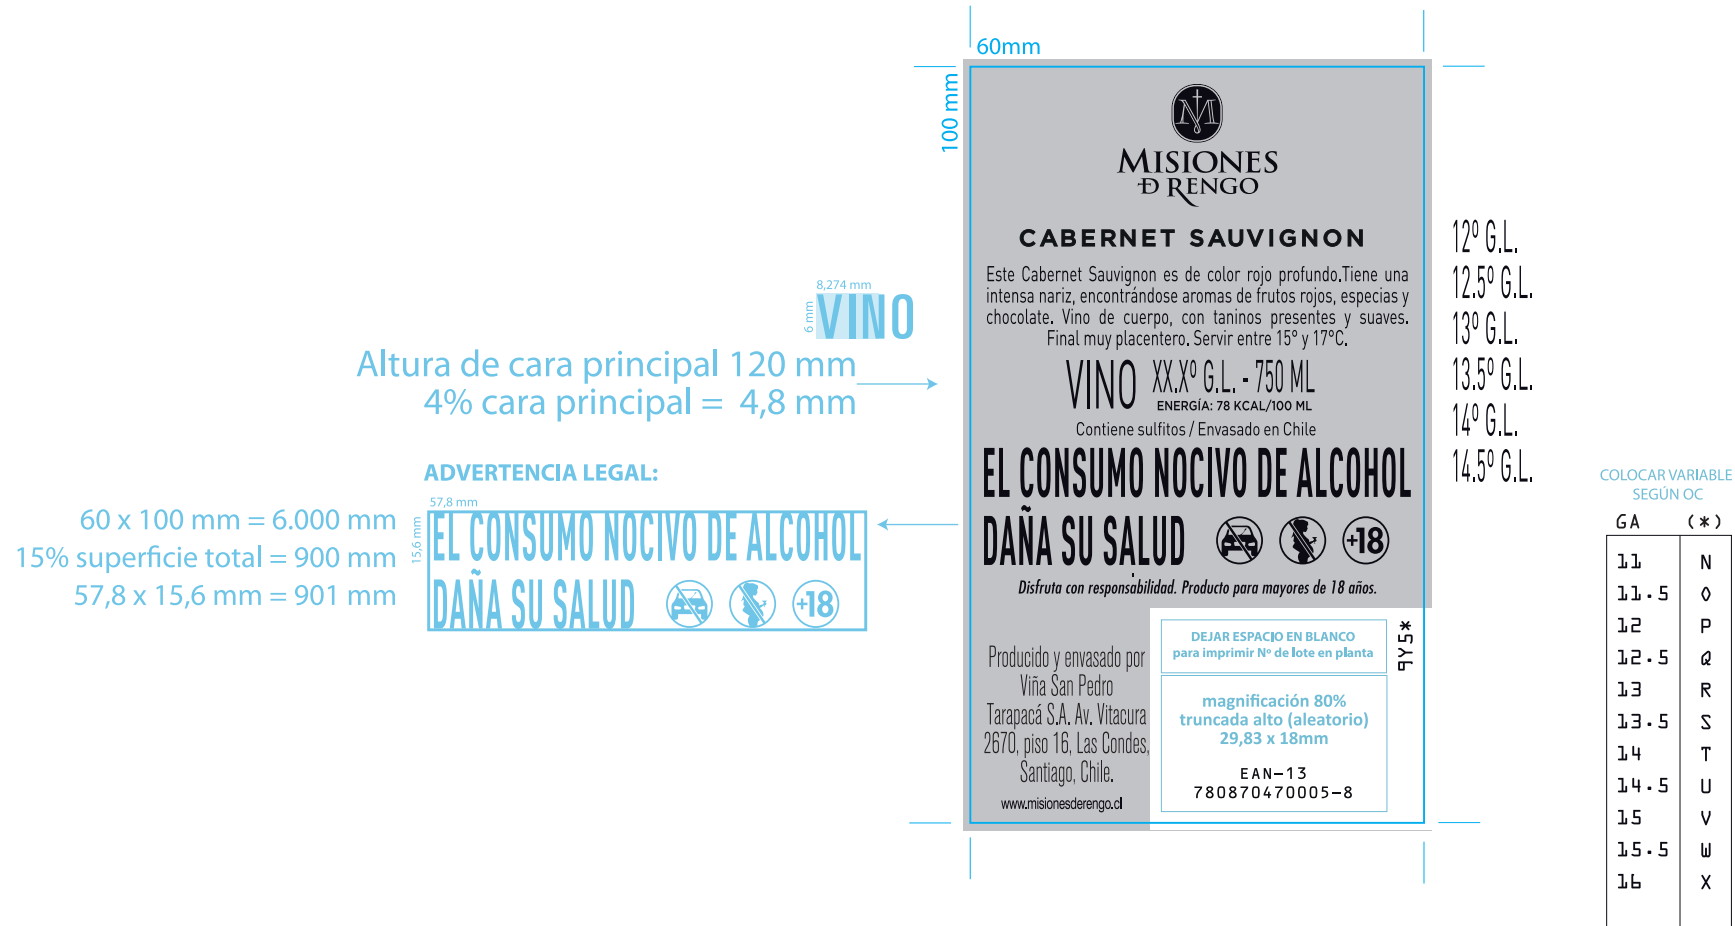 60mm
100 mm
M
MISIONES
Đ RENGO
CABERNET SAUVIGNON
Este Cabernet Sauvignon es de color rojo profundo.Tiene una
intensa nariz, encontrándose aromas de frutos rojos, especias y
chocolate. Vino de cuerpo, con taninos presentes y suaves.
Final muy placentero. Servir entre 15° y 17°C.
VINO XX.Xº G.L. - 750 ML
ENERGÍA: 78 KCAL/100 ML
Contiene sulfitos / Envasado en Chile
EL CONSUMO NOCIVO DE ALCOHOL
DAÑA SU SALUD +18
Disfruta con responsabilidad. Producto para mayores de 18 años.
Producido y envasado por
Viña San Pedro
Tarapacá S.A. Av. Vitacura
2670, piso 16, Las Condes,
Santiago, Chile.
www.misionesderengo.cl
DEJAR ESPACIO EN BLANCO
para imprimir Nº de lote en planta
magnificación 80%
truncada alto (aleatorio)
29,83 x 18mm
EAN-13
780870470005-8
9Y5*
8,274 mm
6 mm
VINO
Altura de cara principal 120 mm
4% cara principal = 4,8 mm
ADVERTENCIA LEGAL:
57,8 mm
15,6 mm
60 x 100 mm = 6.000 mm
15% superficie total = 900 mm
57,8 x 15,6 mm = 901 mm
EL CONSUMO NOCIVO DE ALCOHOL
DAÑA SU SALUD +18
12º G.L.
12.5º G.L.
13º G.L.
13.5º G.L.
14º G.L.
14.5º G.L.
COLOCAR VARIABLE
SEGÚN OC
GA (*)
11 N
11.5 O
12 P
12.5 Q
13 R
13.5 S
14 T
14.5 U
15 V
15.5 W
16 X